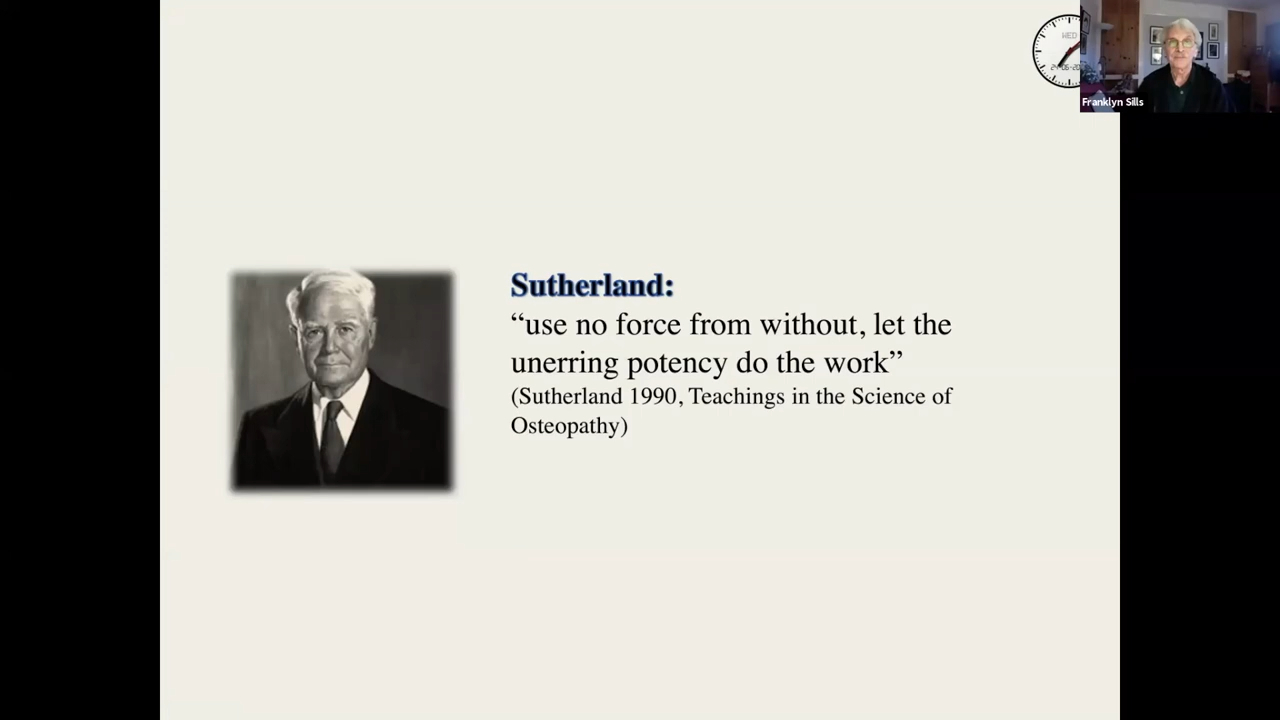 WED
Franklyn Sills
Sutherland:
“use no force from without, let the
unerring potency do the work”
(Sutherland 1990, Teachings in the Science of
Osteopathy)